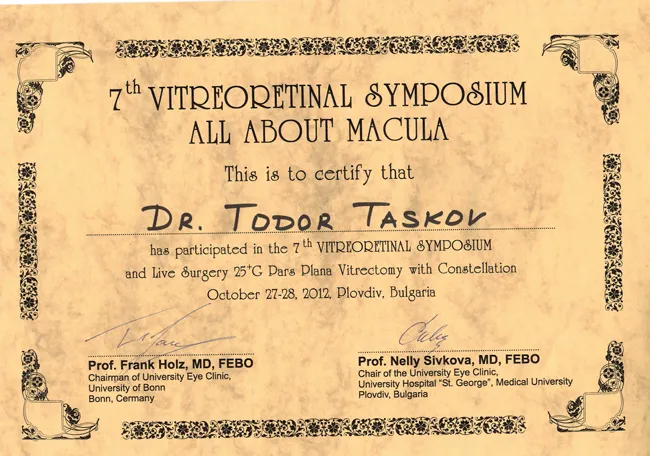 7th VITREORETINAL SYMPOSIUM
ALL ABOUT MACULA
This is to certify that
DR. TODOR TASKOV
has participated in the 7th VITREORETINAL SYMPOSIUM
and Live Surgery 25+G Pars Plana Vitrectomy with Constellation
October 27-28, 2012, Plovdiv, Bulgaria
Prof. Frank Holz, MD, FEBO
Chairman of University Eye Clinic,
University of Bonn
Bonn, Cermany
Prof. Nelly Sivkova, MD, FEBO
Chair of the University Eye Clinic,
University Hospital "St. George", Medical University
Plovdiv, Bulgaria